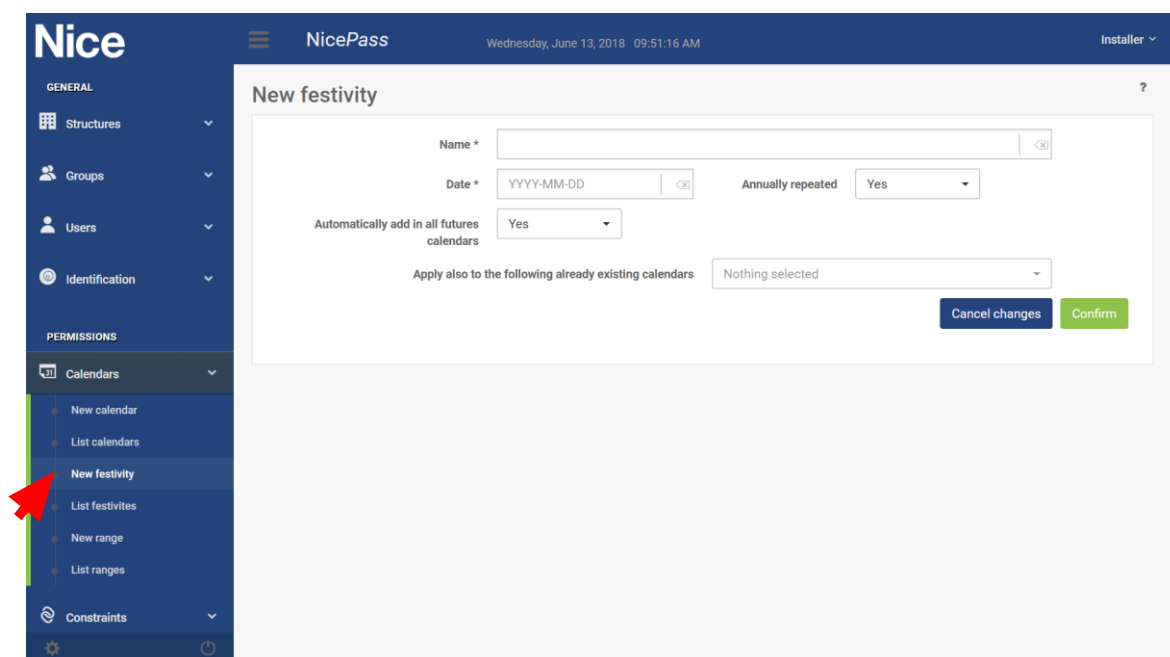 Nice
NicePass
Wednesday, June 13, 2018 09:51:16 AM
Installer
GENERAL
Structures
Groups
Users
Identification
PERMISSIONS
Calendars
New calendar
List calendars
New festivity
List festivites
New range
List ranges
Constraints
New festivity
?
Name *
Date *
YYYY-MM-DD
Annually repeated
Yes
Automatically add in all futures
calendars
Yes
Apply also to the following already existing calendars
Nothing selected
Cancel changes
Confirm